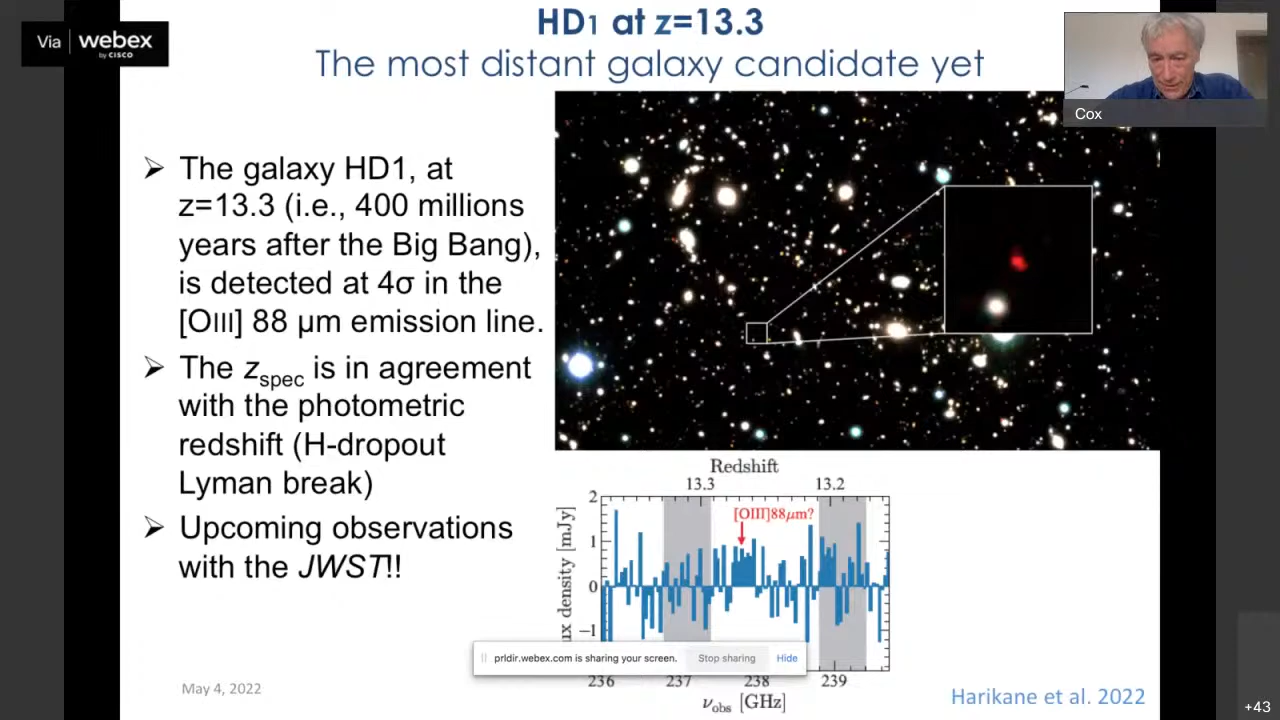 Via | webex
by CISCO
HD1 at z=13.3
The most distant galaxy candidate yet
Cox
➢ The galaxy HD1, at
z=13.3 (i.e., 400 millions
years after the Big Bang),
is detected at 4σ in the
[OIII] 88 μm emission line.
➢ The zspec is in agreement
with the photometric
redshift (H-dropout
Lyman break)
➢ Upcoming observations
with the JWST!!
Redshift
13.3 13.2
[OIII]88μm?
2
1
0
−1
density [mJy]
prldir.webex.com is sharing your screen. Stop sharing Hide
236 237 238 239
νobs [GHz]
May 4, 2022
Harikane et al. 2022
+43